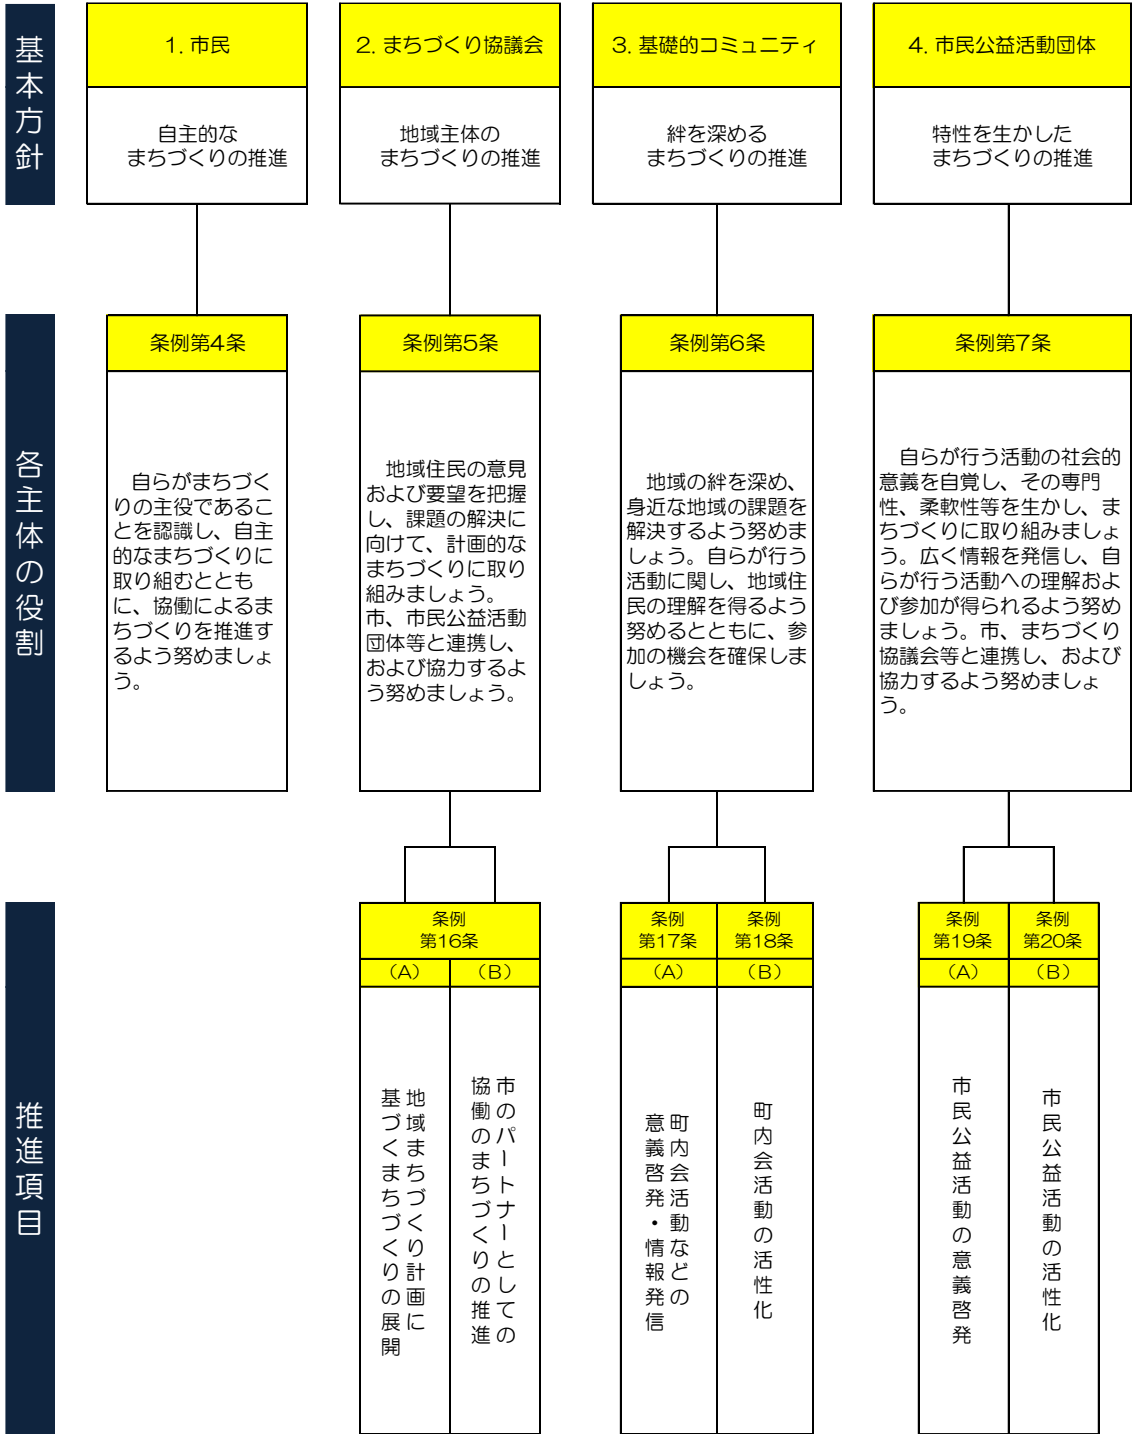 基本方針
1. 市民
自主的な
まちづくりの推進
2. まちづくり協議会
地域主体の
まちづくりの推進
3. 基礎的コミュニティ
絆を深める
まちづくりの推進
4. 市民公益活動団体
特性を生かした
まちづくりの推進
各主体の役割
条例第4条
自らがまちづく
りの主役であるこ
とを認識し、自主
的なまちづくりに
取り組むととも
に、協働によるま
ちづくりを推進す
るよう努めましょ
う。
条例第5条
地域住民の意見
および要望を把握
し、課題の解決に
向けて、計画的な
まちづくりに取り
組みましょう。
市、市民公益活動
団体等と連携し、
および協力するよ
う努めましょう。
条例第6条
地域の絆を深め、
身近な地域の課題を
解決するよう努めま
しょう。自らが行う
活動に関し、地域住
民の理解を得るよう
努めるとともに、参
加の機会を確保しま
しょう。
条例第7条
自らが行う活動の社会的
意義を自覚し、その専門
性、柔軟性等を生かし、ま
ちづくりに取り組みましょ
う。広く情報を発信し、自
らが行う活動への理解およ
び参加が得られるよう努め
ましょう。市、まちづくり
協議会等と連携し、および
協力するよう努めましょ
う。
推進項目
条例
第16条
（A）
地域まちづくり計画に
基づくまちづくりの展開
（B）
市のパートナーとしての
協働のまちづくりの推進
条例
第17条
（A）
町内会活動などの
意義啓発・情報発信
条例
第18条
（B）
町内会活動の活性化
条例
第19条
（A）
市民公益活動の意義啓発
条例
第20条
（B）
市民公益活動の活性化